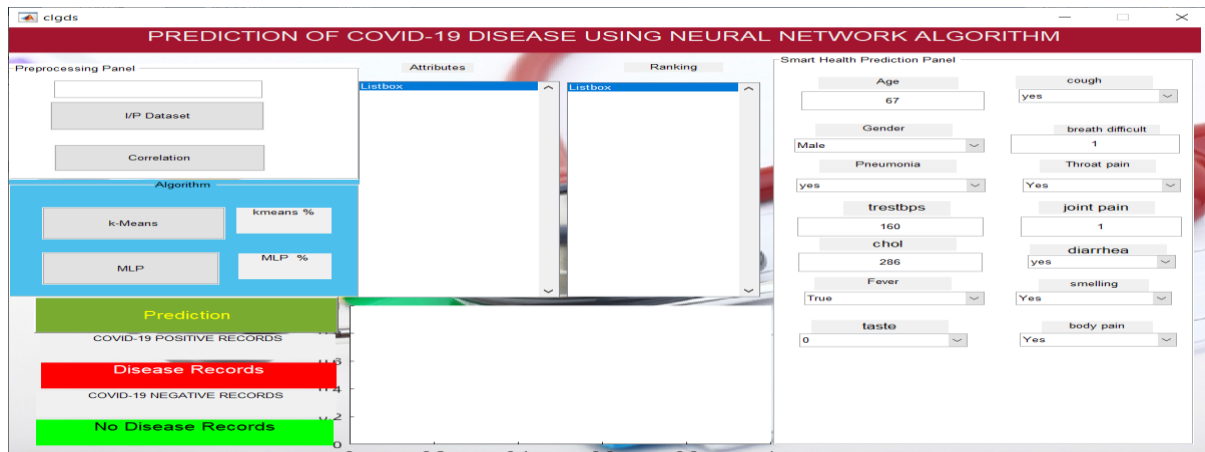 clgds
PREDICTION OF COVID-19 DISEASE USING NEURAL NETWORK ALGORITHM
Preprocessing Panel
I/P Dataset
Correlation
Algorithm
k-Means
kmeans %
MLP
MLP %
Prediction
COVID-19 POSITIVE RECORDS
Disease Records
COVID-19 NEGATIVE RECORDS
No Disease Records
Attributes
Listbox
Ranking
Listbox
0
Smart Health Prediction Panel
Age
67
cough
yes
Gender
Male
breath difficult
1
Pneumonia
yes
Throat pain
Yes
trestbps
160
joint pain
1
chol
286
diarrhea
yes
Fever
True
smelling
Yes
taste
0
body pain
Yes